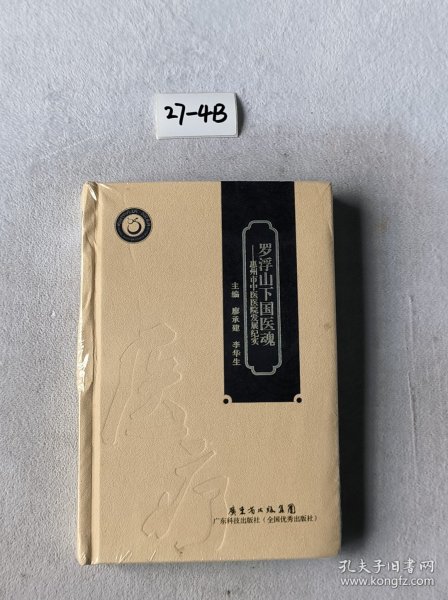 27-4B
罗浮山下国医魂
——惠州市中医医院发展纪实
主编 廖承建 李华生
医疗
广东省出版集团
广东科技出版社(全国优秀出版社)
孔夫子旧书网
www.kongfz.com